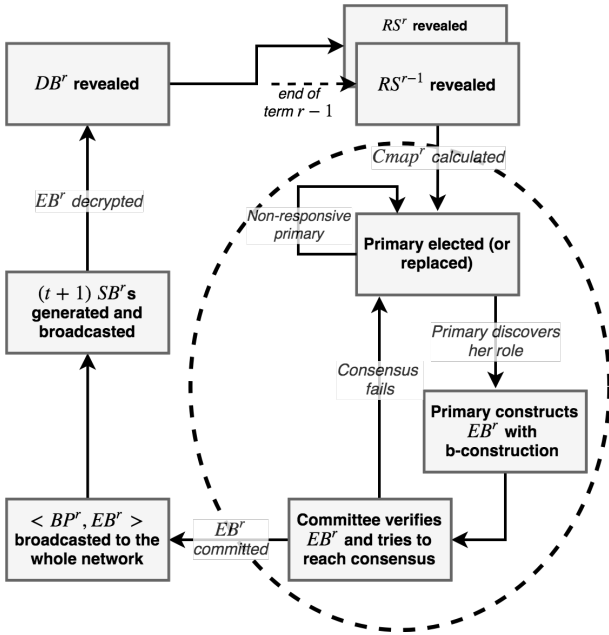 RS^r revealed
DB^r revealed
RS^{r-1} revealed
end of
term r − 1
Cmap^r calculated
EB^r decrypted
Non-responsive
primary
Primary elected (or
replaced)
(t + 1) SB^rs
generated and
broadcasted
Primary discovers
her role
Consensus
fails
Primary constructs
EB^r with
b-construction
< BP^r, EB^r >
broadcasted to the
whole network
EB^r
committed
Committee verifies
EB^r and tries to
reach consensus